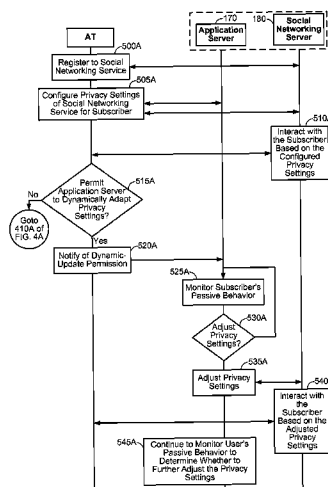 170
180
AT
Application
Server
Social
Networking
Server
500A
Register to Social
Networking Service
505A
Configure Privacy Settings
of Social Networking
Service for Subscriber
510A
Interact with
the Subscriber
Based on the
Configured
Privacy
Settings
515A
Permit
Application Server
to Dynamically Adapt
Privacy
Settings?
No
Goto
410A of
FIG. 4A
Yes
520A
Notify of Dynamic-
Update Permission
525A
Monitor Subscriber's
Passive Behavior
530A
Adjust
Privacy
Settings?
535A
Adjust Privacy
Settings
540A
Interact with
the
Subscriber
Based on the
Adjusted
Privacy
Settings
545A
Continue to Monitor User's
Passive Behavior to
Determine Whether to
Further Adjust the Privacy
Settings